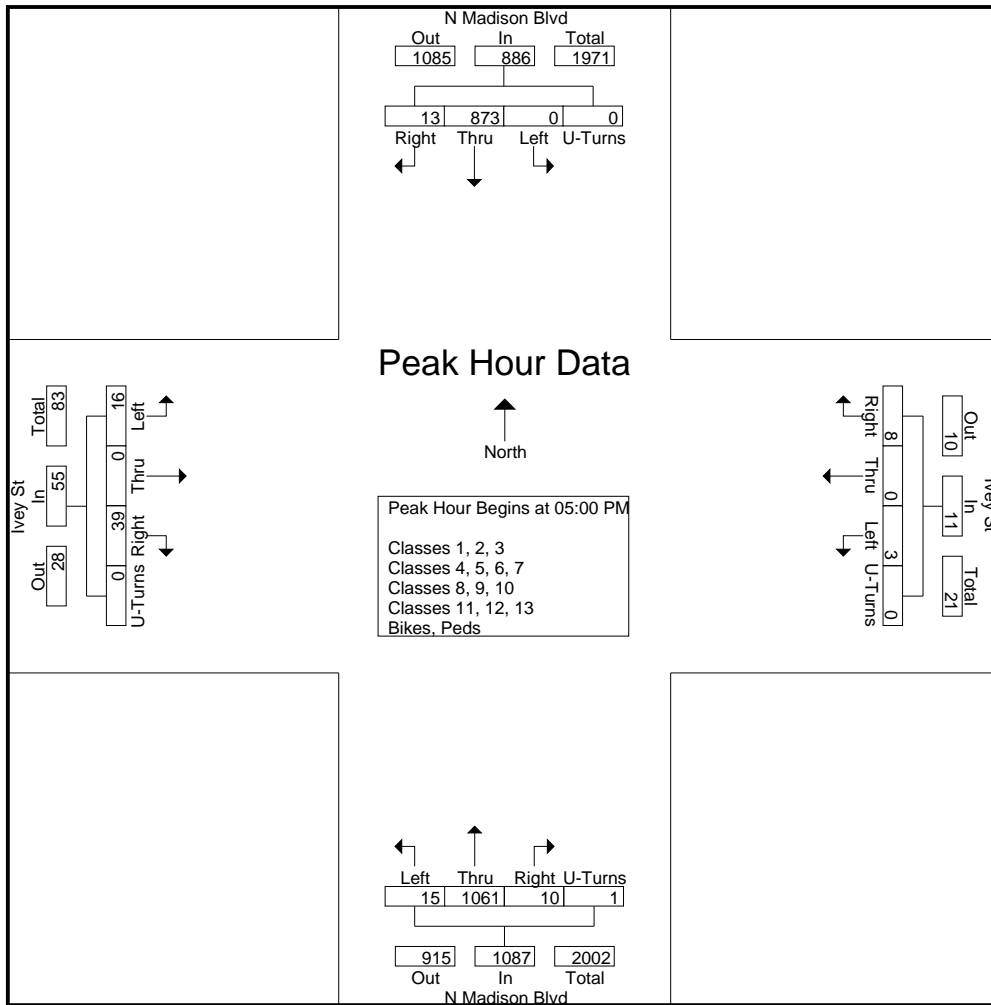 N Madison Blvd
Out In Total
1085 886 1971
13 873 0 0
Right Thru Left U-Turns
Peak Hour Data
North
Peak Hour Begins at 05:00 PM
Classes 1, 2, 3
Classes 4, 5, 6, 7
Classes 8, 9, 10
Classes 11, 12, 13
Bikes, Peds
Ivey St
Out In Total
28 55 83
0 39 0 16
U-Turns Right Thru Left
Ivey St
Out In Total
10 11 21
8 0 3 0
Right Thru Left U-Turns
Left Thru Right U-Turns
15 1061 10 1
915 1087 2002
Out In Total
N Madison Blvd